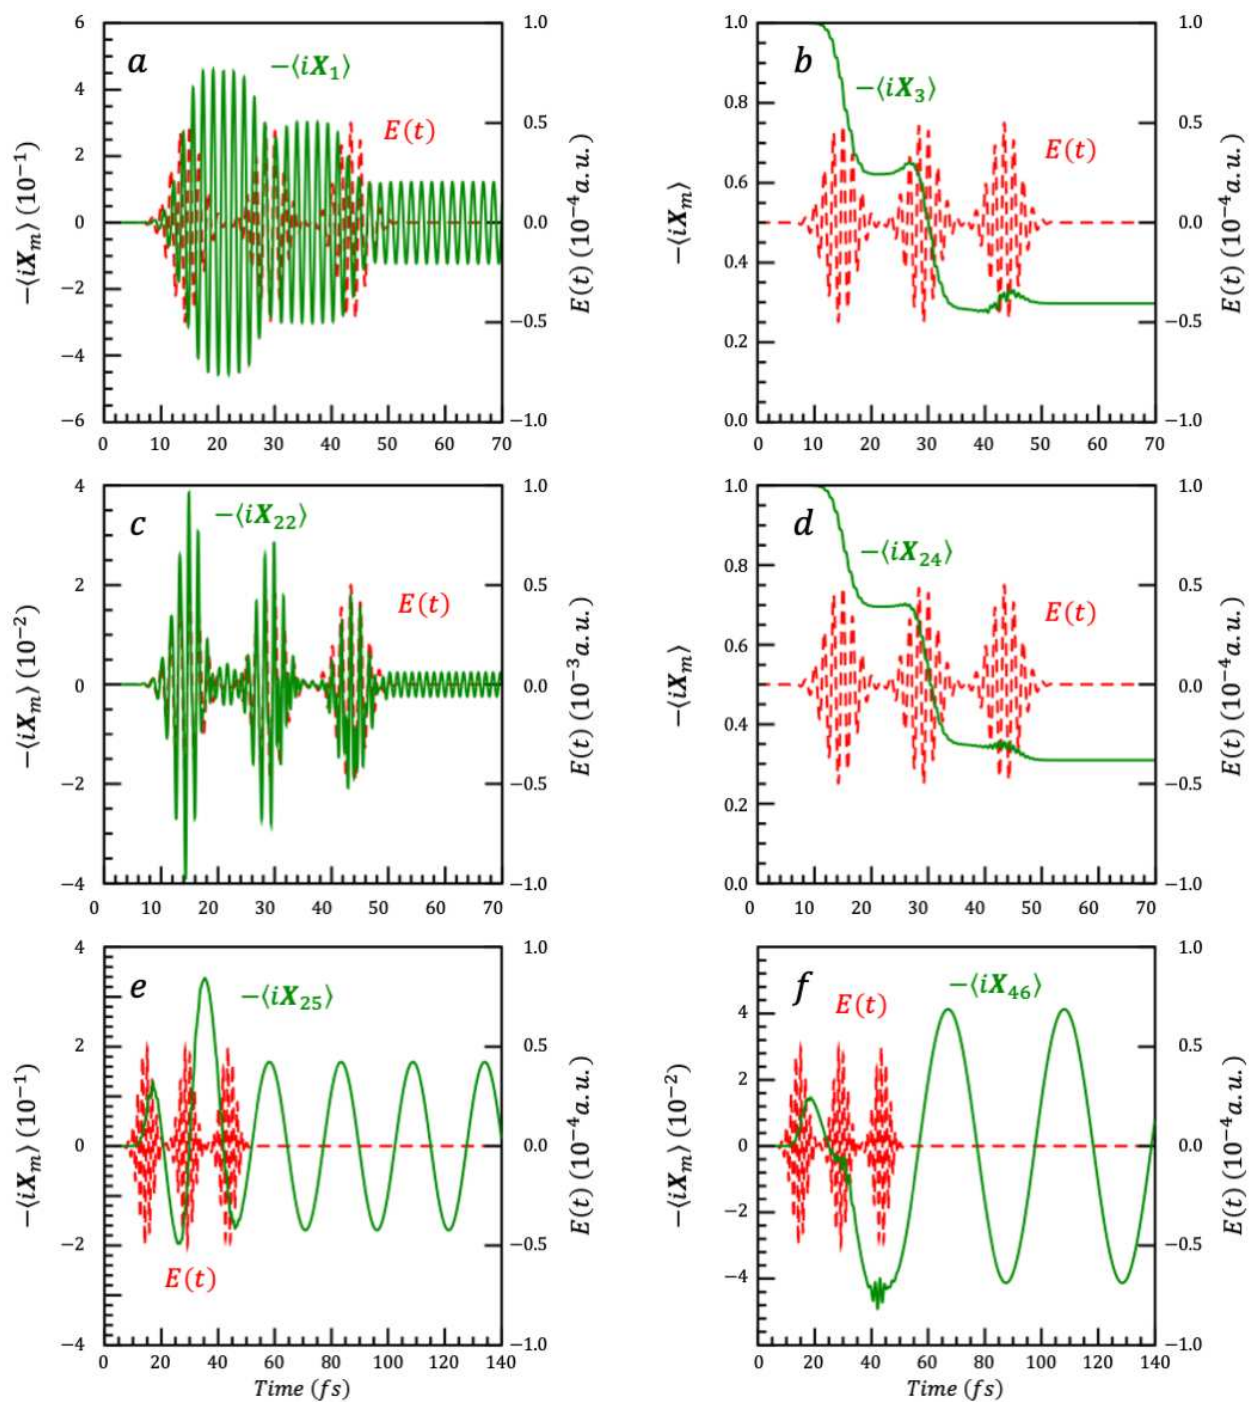 a
−⟨iX₁⟩
E(t)
−⟨iXₘ⟩ (10⁻¹)
6
4
2
0
−2
−4
−6
1.0
0.5
0.0
−0.5
−1.0
E(t) (10⁻⁴a.u.)
0 10 20 30 40 50 60 70
b
−⟨iX₃⟩
E(t)
−⟨iXₘ⟩
1.0
0.8
0.6
0.4
0.2
0.0
1.0
0.5
0.0
−0.5
−1.0
E(t) (10⁻⁴a.u.)
0 10 20 30 40 50 60 70
c
−⟨iX₂₂⟩
E(t)
−⟨iXₘ⟩ (10⁻²)
4
2
0
−2
−4
1.0
0.5
0.0
−0.5
−1.0
E(t) (10⁻³a.u.)
0 10 20 30 40 50 60 70
d
−⟨iX₂₄⟩
E(t)
−⟨iXₘ⟩
1.0
0.8
0.6
0.4
0.2
0.0
1.0
0.5
0.0
−0.5
−1.0
E(t) (10⁻⁴a.u.)
0 10 20 30 40 50 60 70
e
−⟨iX₂₅⟩
E(t)
−⟨iXₘ⟩ (10⁻¹)
4
2
0
−2
−4
1.0
0.5
0.0
−0.5
−1.0
E(t) (10⁻⁴a.u.)
0 20 40 60 80 100 120 140
Time (fs)
f
−⟨iX₄₆⟩
E(t)
−⟨iXₘ⟩ (10⁻²)
4
2
0
−2
−4
1.0
0.5
0.0
−0.5
−1.0
E(t) (10⁻⁴a.u.)
0 20 40 60 80 100 120 140
Time (fs)